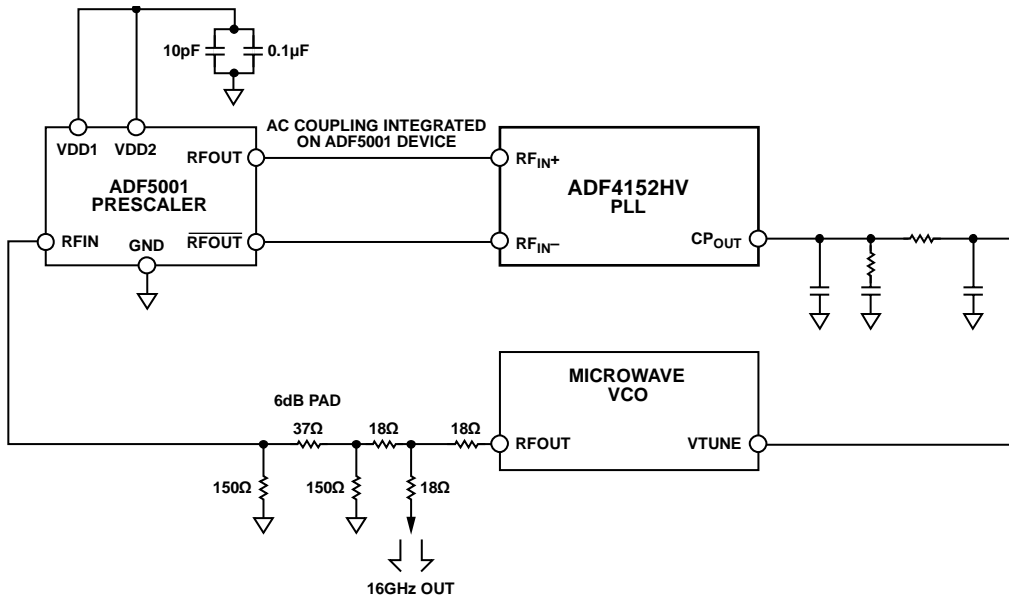 10pF
0.1µF
VDD1
VDD2
ADF5001
PRESCALER
RFOUT
RFIN
GND
RFOUT
AC COUPLING INTEGRATED
ON ADF5001 DEVICE
RFIN+
ADF4152HV
PLL
RFIN–
CPOUT
MICROWAVE
VCO
RFOUT
VTUNE
6dB PAD
37Ω
18Ω
18Ω
150Ω
150Ω
18Ω
16GHz OUT